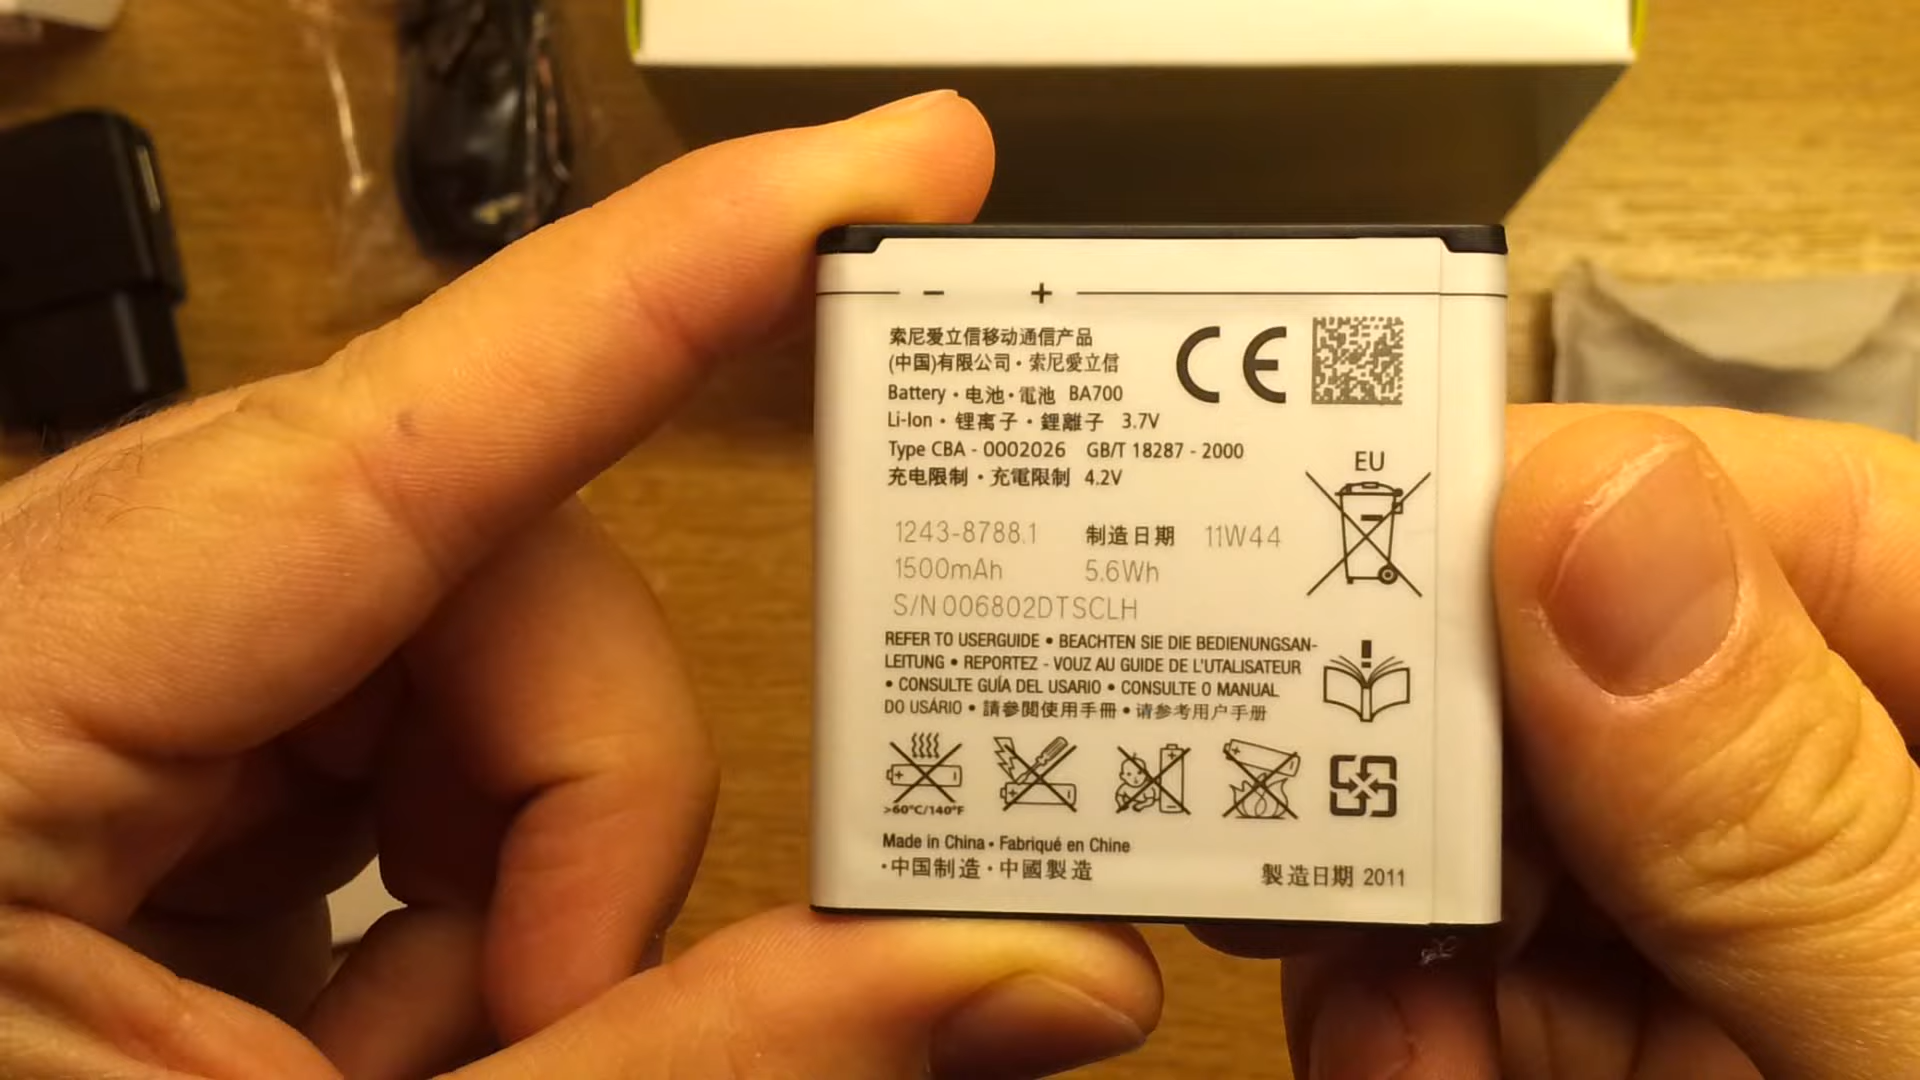 − +
索尼爱立信移动通信产品
(中国)有限公司・索尼愛立信
Battery・电池・電池 BA700
Li-Ion・锂离子・鋰離子 3.7V
Type CBA - 0002026 GB/T 18287 - 2000
充电限制・充電限制 4.2V
CE
EU
1243-8788.1 制造日期 11W44
1500mAh 5.6Wh
S/N 006802DTSCLH
REFER TO USERGUIDE • BEACHTEN SIE DIE BEDIENUNGSAN-
LEITUNG • REPORTEZ - VOUZ AU GUIDE DE L'UTALISATEUR
• CONSULTE GUÍA DEL USARIO • CONSULTE O MANUAL
DO USÁRIO • 請參閱使用手冊 • 请参考用户手册
>60°C/140°F
Made in China • Fabriqué en Chine
・中国制造・中國製造
製造日期 2011